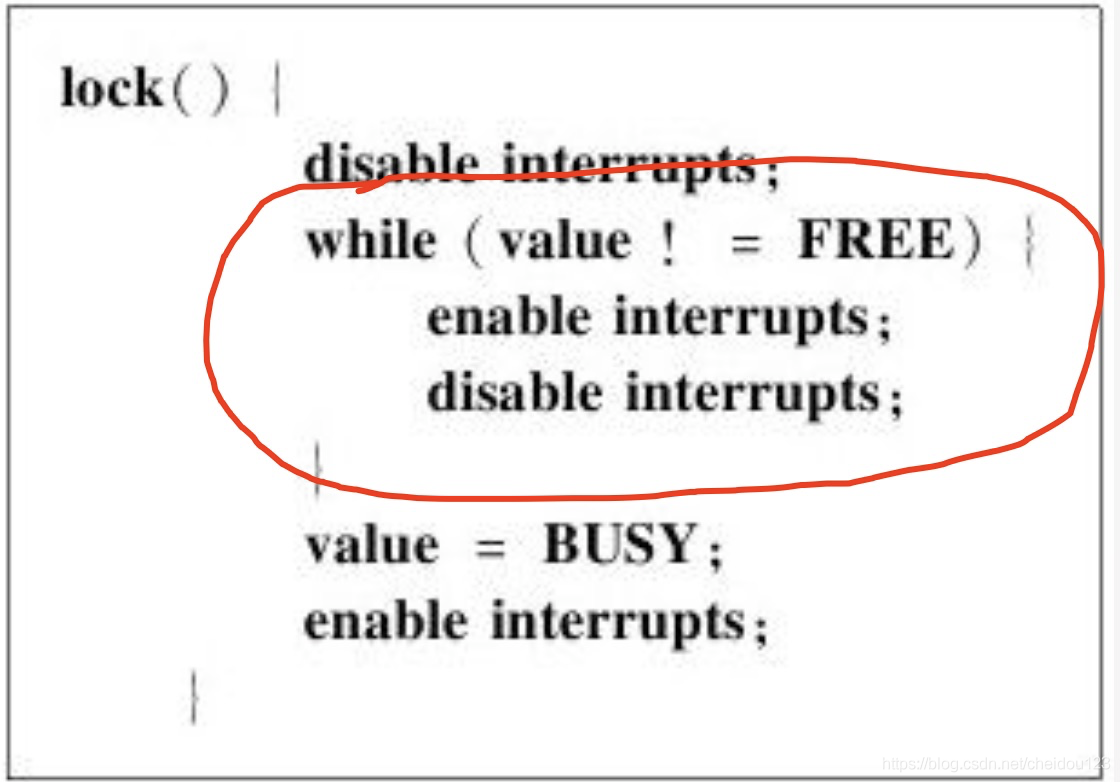 lock( ) {
disable interrupts;
while (value ! = FREE) {
enable interrupts;
disable interrupts;
}
value = BUSY;
enable interrupts;
}
https://blog.csdn.net/cheidou123